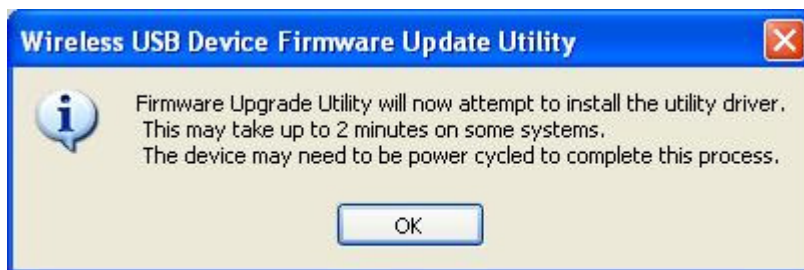 Wireless USB Device Firmware Update Utility
Firmware Upgrade Utility will now attempt to install the utility driver.
This may take up to 2 minutes on some systems.
The device may need to be power cycled to complete this process.
OK